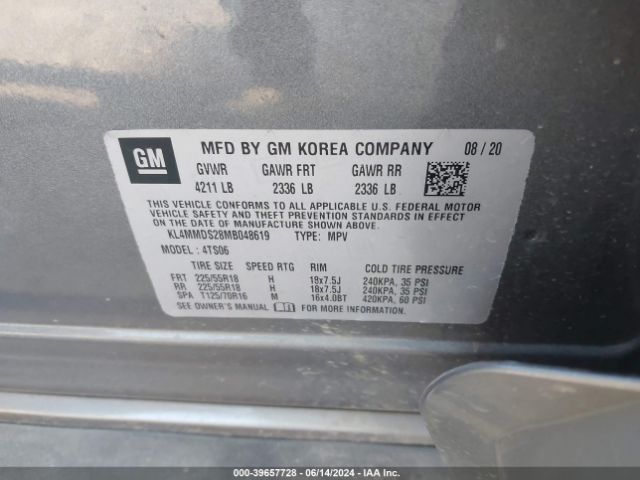 GM
MFD BY GM KOREA COMPANY 08 / 20
GVWR GAWR FRT GAWR RR
4211 LB 2336 LB 2336 LB
THIS VEHICLE CONFORMS TO ALL APPLICABLE U.S. FEDERAL MOTOR
VEHICLE SAFETY AND THEFT PREVENTION STANDARDS IN EFFECT
ON THE DATE OF MANUFACTURE SHOWN ABOVE.
KL4MMDS28MB048619 TYPE: MPV
MODEL : 4TS06
TIRE SIZE SPEED RTG RIM COLD TIRE PRESSURE
FRT 225/55R18 H 18x7.5J 240KPA, 35 PSI
RR 225/55R18 H 18x7.5J 240KPA, 35 PSI
SPA T125/70R16 M 16x4.0BT 420KPA, 60 PSI
SEE OWNER'S MANUAL FOR MORE INFORMATION
000-39657728 - 06/14/2024 - IAA Inc.